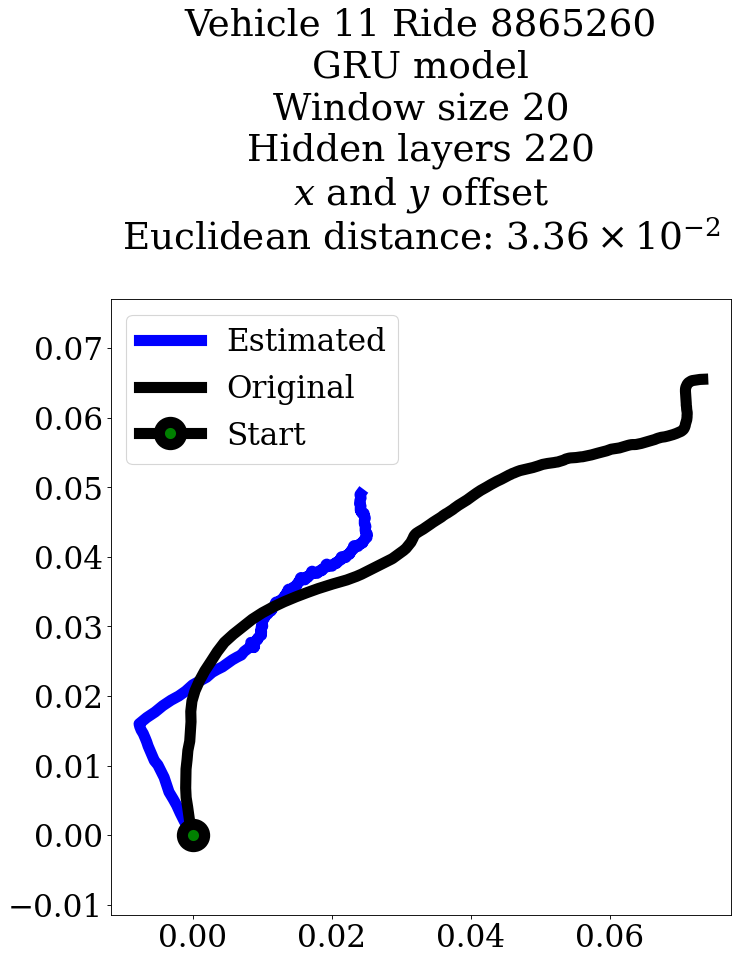 Vehicle 11 Ride 8865260
GRU model
Window size 20
Hidden layers 220
x and y offset
Euclidean distance: 3.36 × 10⁻²
Estimated
Original
Start
0.07
0.06
0.05
0.04
0.03
0.02
0.01
0.00
−0.01
0.00 0.02 0.04 0.06